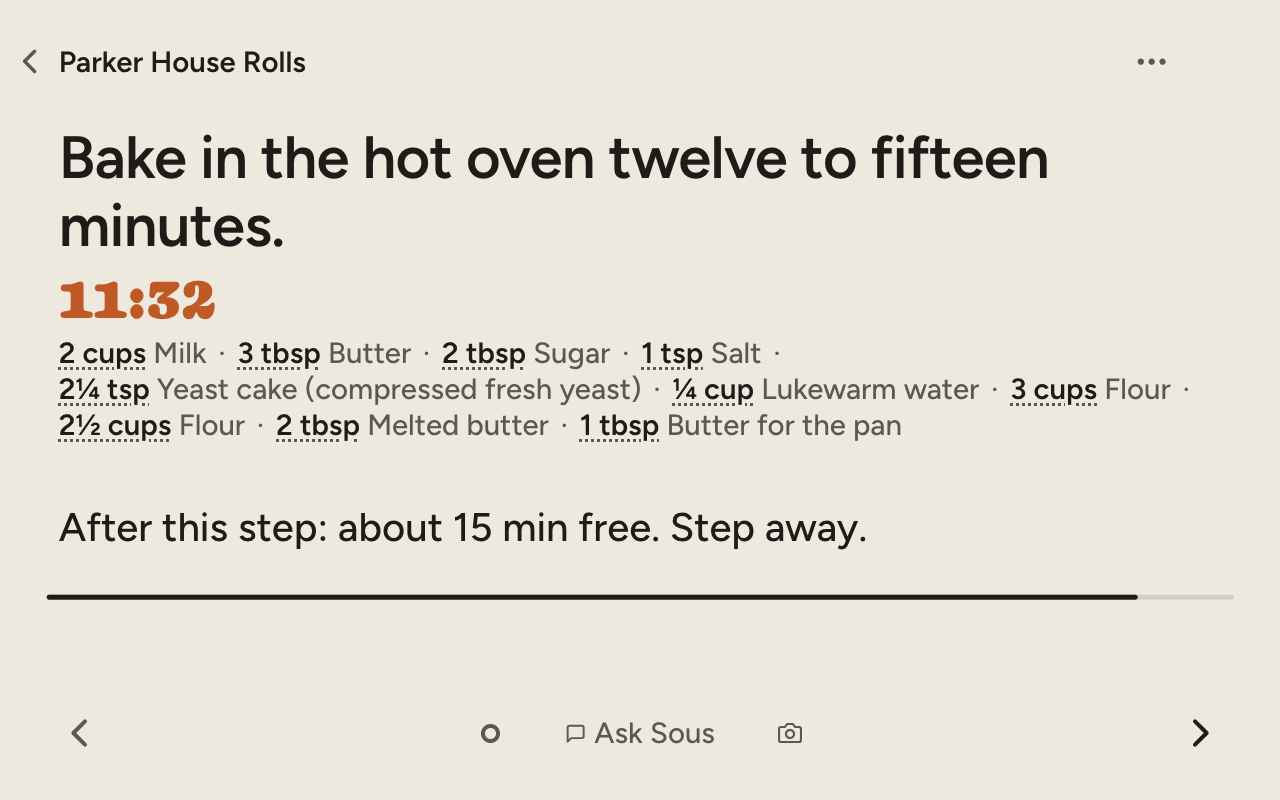 Parker House Rolls
Bake in the hot oven twelve to fifteen
minutes.
11:32
2 cups Milk · 3 tbsp Butter · 2 tbsp Sugar · 1 tsp Salt ·
2¼ tsp Yeast cake (compressed fresh yeast) · ¼ cup Lukewarm water · 3 cups Flour ·
2½ cups Flour · 2 tbsp Melted butter · 1 tbsp Butter for the pan
After this step: about 15 min free. Step away.
Ask Sous